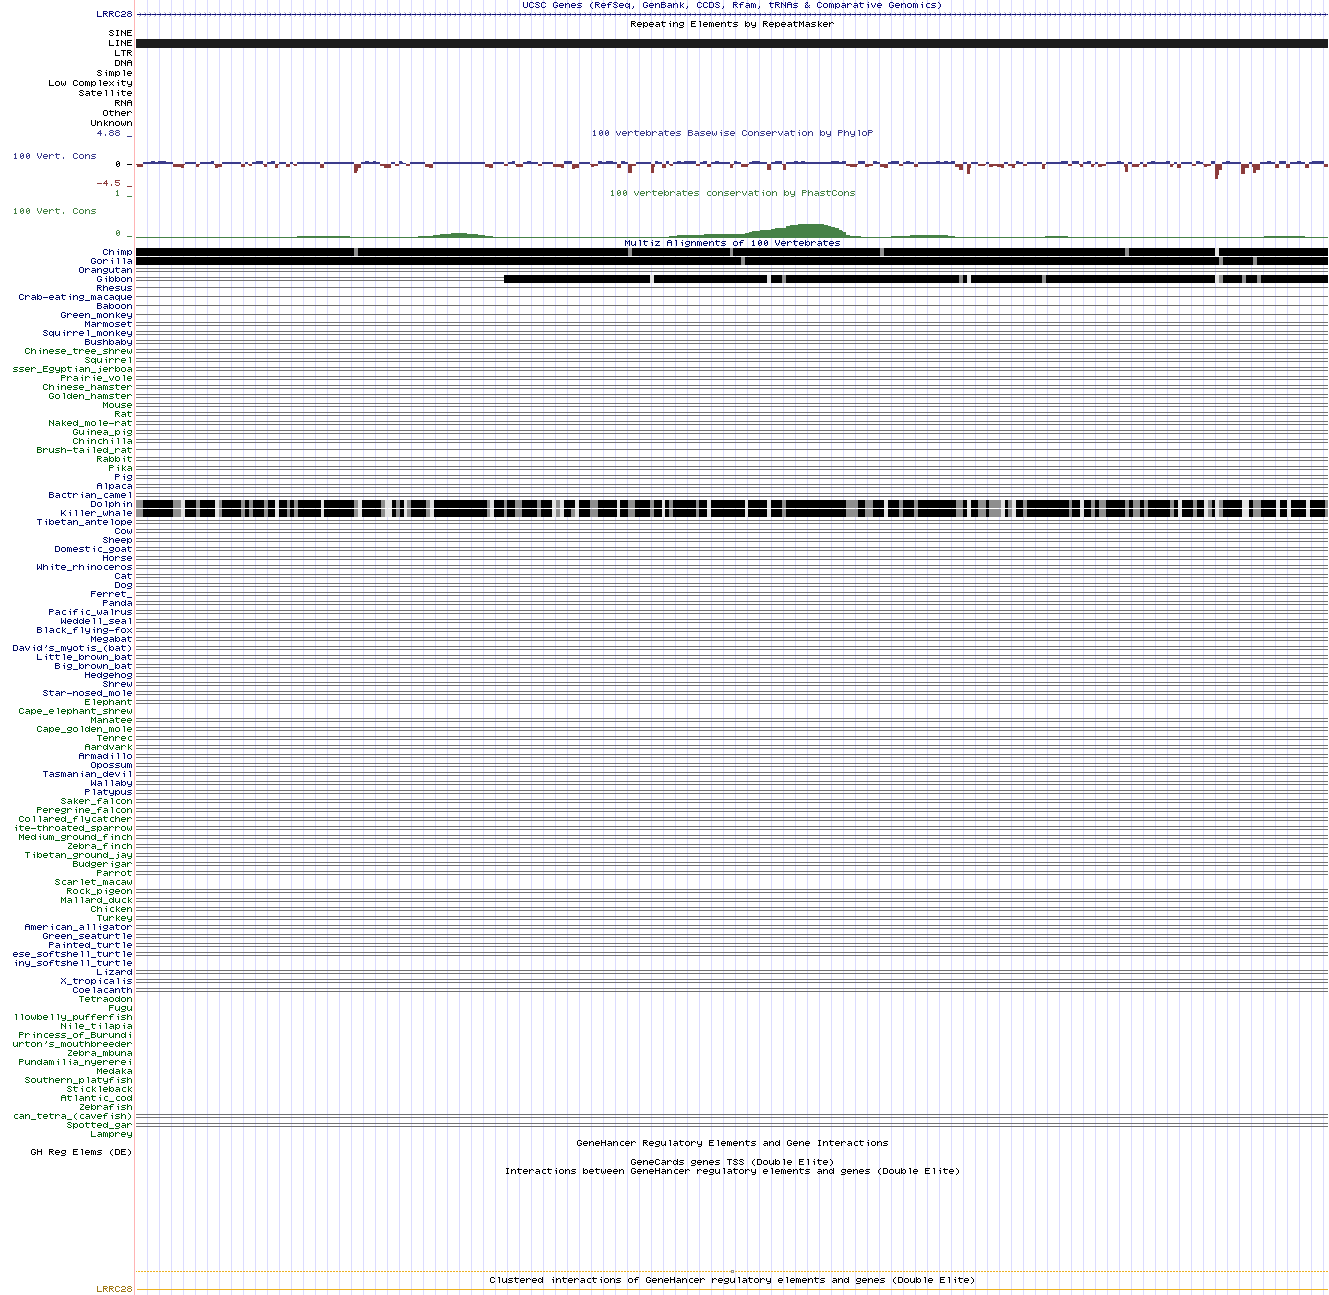 UCSC Genes (RefSeq, GenBank, CCDS, Rfam, tRNAs & Comparative Genomics)
LRRC28
Repeating Elements by RepeatMasker
SINE
LINE
LTR
DNA
Simple
Low Complexity
Satellite
RNA
Other
Unknown
4.88 _
100 vertebrates Basewise Conservation by PhyloP
100 Vert. Cons
0 _
-4.5 _
100 vertebrates conservation by PhastCons
1 _
100 Vert. Cons
0 _
Multiz Alignments of 100 Vertebrates
Chimp
Gorilla
Orangutan
Gibbon
Rhesus
Crab-eating_macaque
Baboon
Green_monkey
Marmoset
Squirrel_monkey
Bushbaby
Chinese_tree_shrew
Squirrel
sser_Egyptian_jerboa
Prairie_vole
Chinese_hamster
Golden_hamster
Mouse
Rat
Naked_mole-rat
Guinea_pig
Chinchilla
Brush-tailed_rat
Rabbit
Pika
Pig
Alpaca
Bactrian_camel
Dolphin
Killer_whale
Tibetan_antelope
Cow
Sheep
Domestic_goat
Horse
White_rhinoceros
Cat
Dog
Ferret_
Panda
Pacific_walrus
Weddell_seal
Black_flying-fox
Megabat
David's_myotis_(bat)
Little_brown_bat
Big_brown_bat
Hedgehog
Shrew
Star-nosed_mole
Elephant
Cape_elephant_shrew
Manatee
Cape_golden_mole
Tenrec
Aardvark
Armadillo
Opossum
Tasmanian_devil
Wallaby
Platypus
Saker_falcon
Peregrine_falcon
Collared_flycatcher
ite-throated_sparrow
Medium_ground_finch
Zebra_finch
Tibetan_ground_jay
Budgerigar
Parrot
Scarlet_macaw
Rock_pigeon
Mallard_duck
Chicken
Turkey
American_alligator
Green_seaturtle
Painted_turtle
ese_softshell_turtle
iny_softshell_turtle
Lizard
X_tropicalis
Coelacanth
Tetraodon
Fugu
llowbelly_pufferfish
Nile_tilapia
Princess_of_Burundi
urton's_mouthbreeder
Zebra_mbuna
Pundamilia_nyererei
Medaka
Southern_platyfish
Stickleback
Atlantic_cod
Zebrafish
can_tetra_(cavefish)
Spotted_gar
Lamprey
GeneHancer Regulatory Elements and Gene Interactions
GH Reg Elems (DE)
GeneCards genes TSS (Double Elite)
Interactions between GeneHancer regulatory elements and genes (Double Elite)
Clustered interactions of GeneHancer regulatory elements and genes (Double Elite)
LRRC28